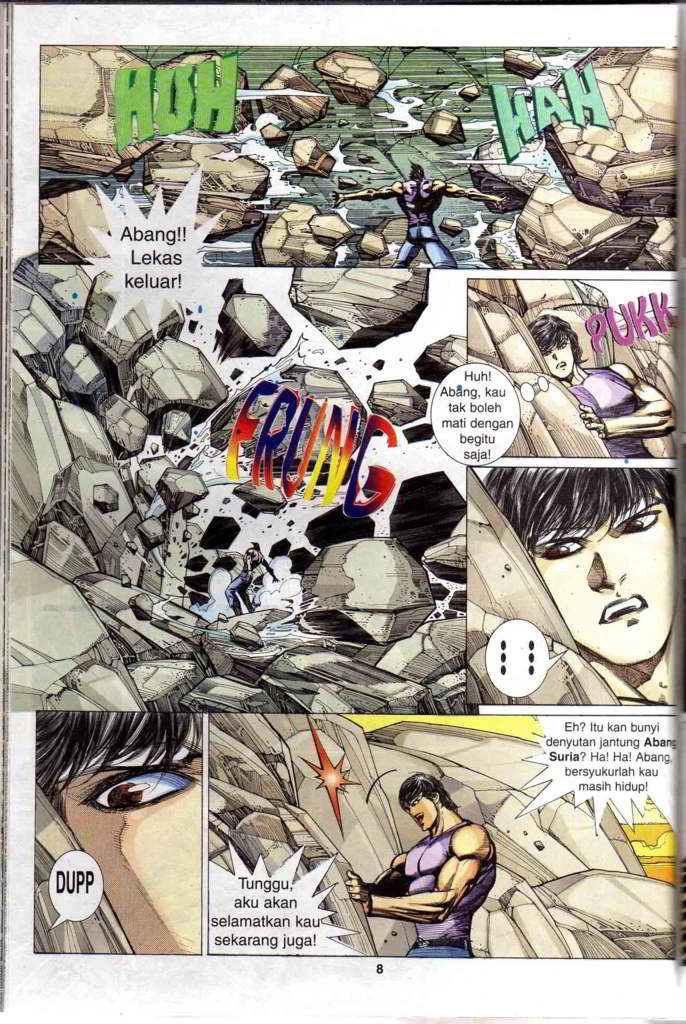 HUH
HAH
Abang!!
Lekas
keluar!
FRUNG
PUKK
Huh!
Abang, kau
tak boleh
mati dengan
begitu
saja!
DUPP
Tunggu,
aku akan
selamatkan kau
sekarang juga!
Eh? Itu kan bunyi
denyutan jantung Abang
Suria? Ha! Ha! Abang,
bersyukurlah kau
masih hidup!
8